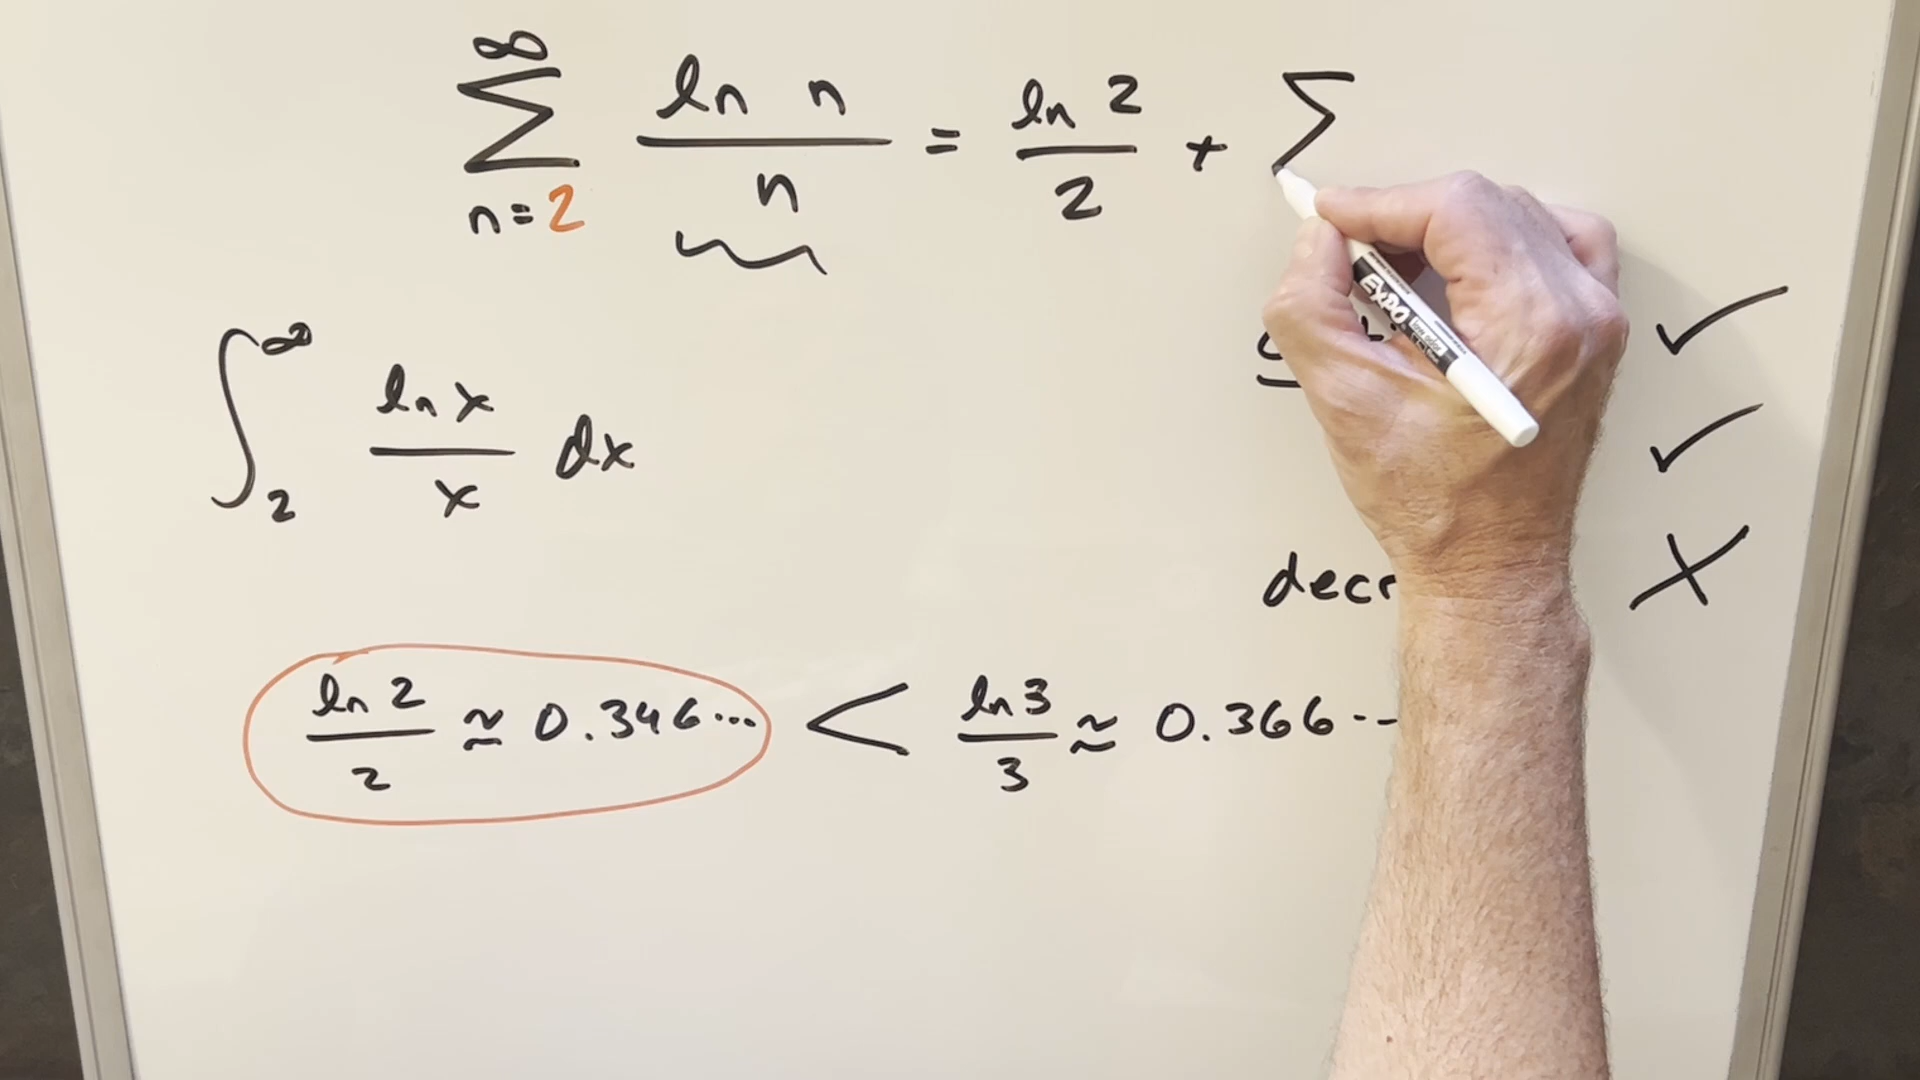 ∞
∑ ln n / n = ln 2 / 2 + ∑
n=2
∫₂^∞ ln x / x dx
decr
ln 2 / 2 ≃ 0.346... < ln 3 / 3 ≃ 0.366...
EXPO